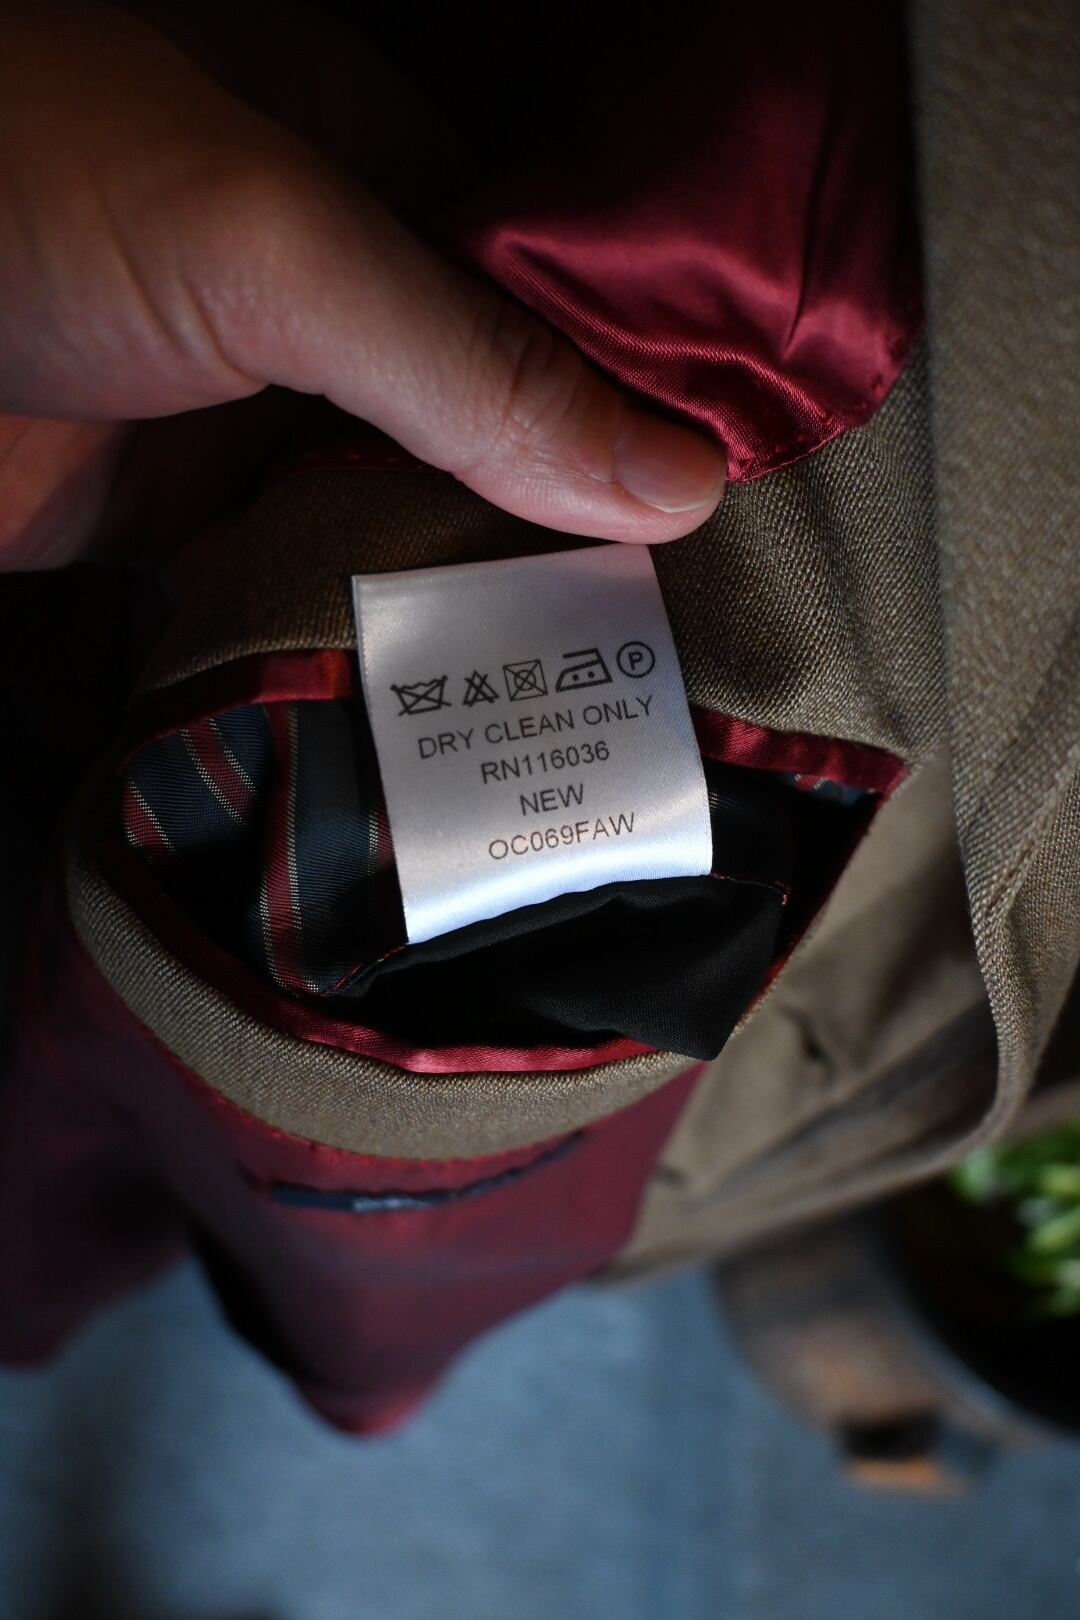 P
DRY CLEAN ONLY
RN116036
NEW
OC069FAW